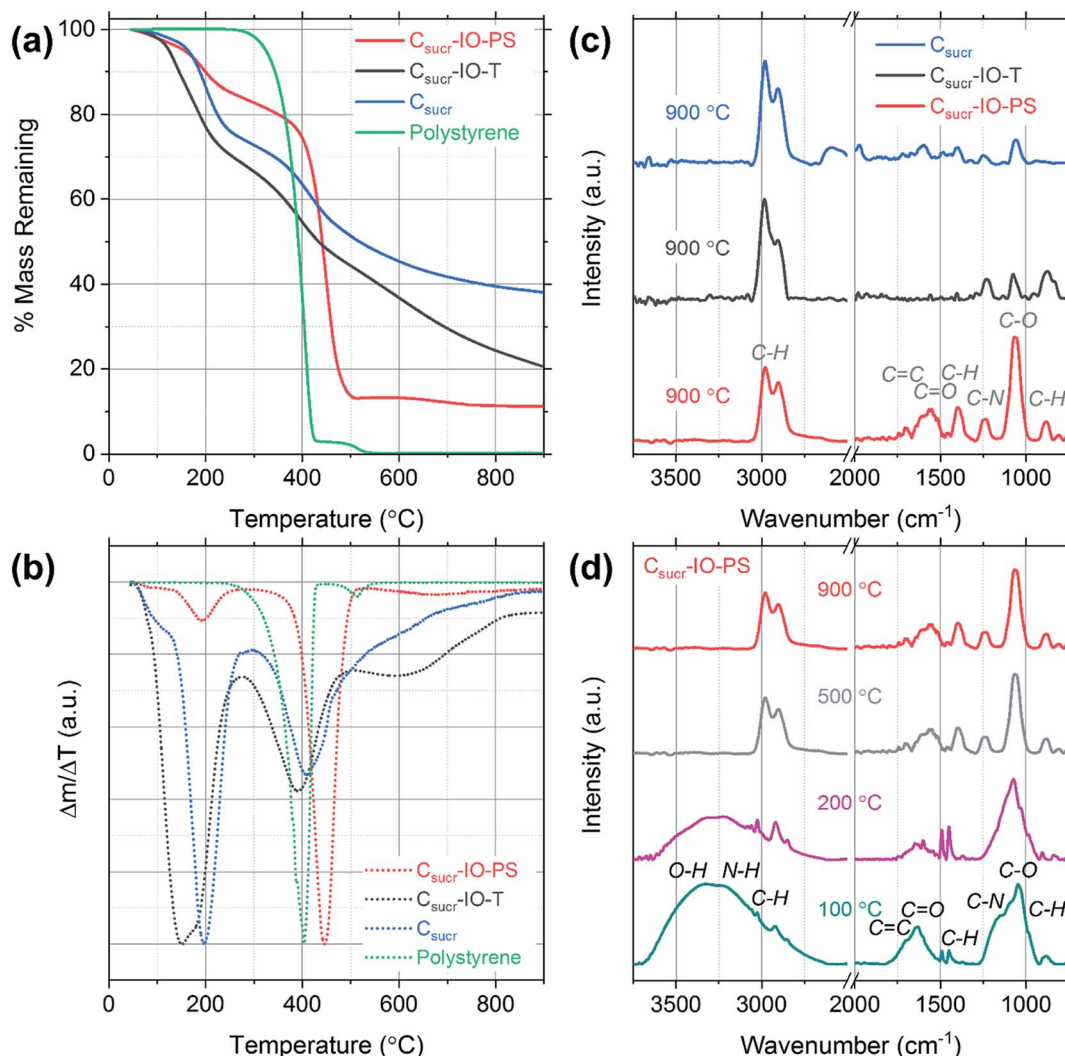 (a)
% Mass Remaining
100
80
60
40
20
0
C_sucr-IO-PS
C_sucr-IO-T
C_sucr
Polystyrene
0 200 400 600 800
Temperature (°C)
(c)
Intensity (a.u.)
C_sucr
C_sucr-IO-T
C_sucr-IO-PS
900 °C
900 °C
900 °C
C-H
C=C
C=O
C-H
C-N
C-O
C-H
3500 3000 2500 1500 1000
Wavenumber (cm⁻¹)
(b)
Δm/ΔT (a.u.)
C_sucr-IO-PS
C_sucr-IO-T
C_sucr
Polystyrene
0 200 400 600 800
Temperature (°C)
(d)
Intensity (a.u.)
C_sucr-IO-PS
900 °C
500 °C
200 °C
100 °C
O-H
N-H
C-H
C=C
C=O
C-H
C-N
C-O
C-H
3500 3000 2500 1500 1000
Wavenumber (cm⁻¹)